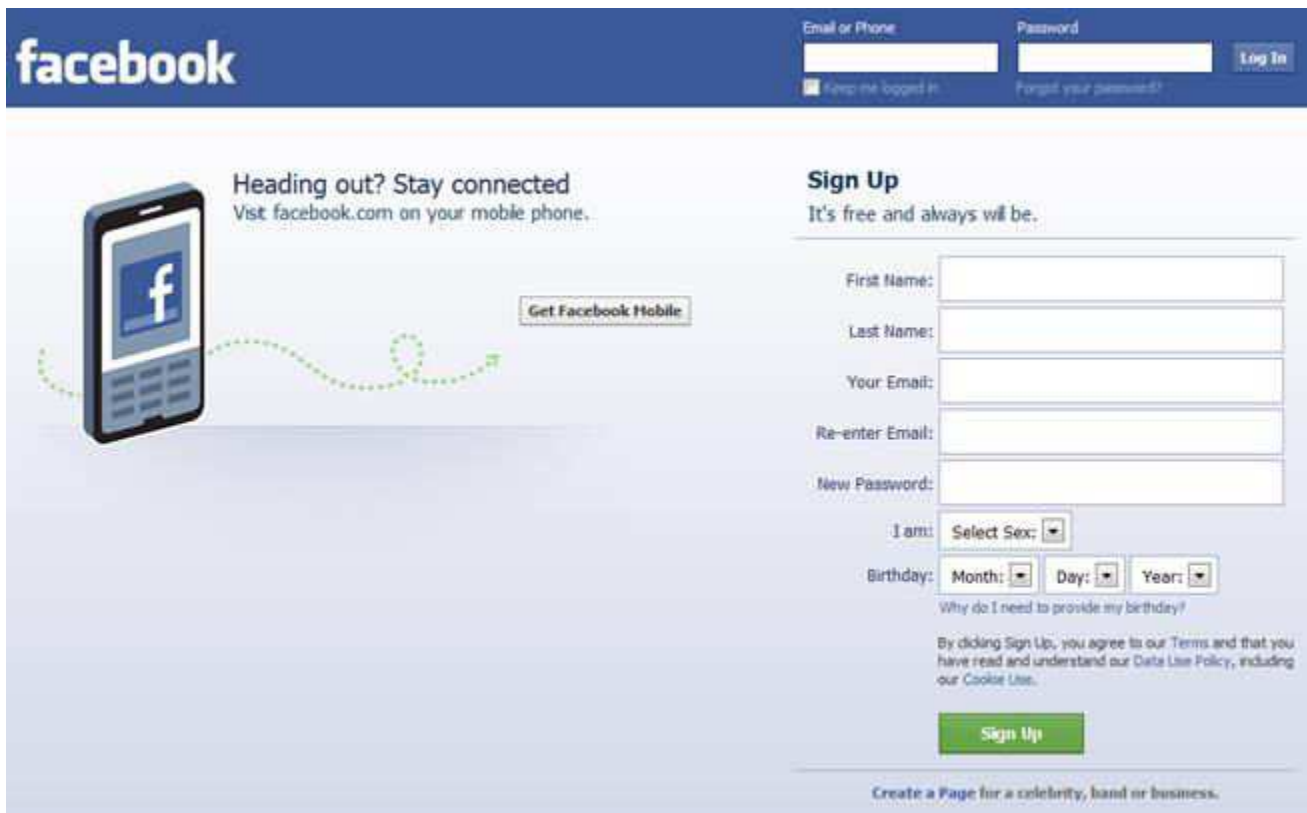 facebook
Email or Phone
Password
Log In
Keep me logged in
Forgot your password?
Heading out? Stay connected
Visit facebook.com on your mobile phone.
Get Facebook Mobile
f
Sign Up
It's free and always will be.
First Name:
Last Name:
Your Email:
Re-enter Email:
New Password:
I am: Select Sex:
Birthday: Month: Day: Year:
Why do I need to provide my birthday?
By clicking Sign Up, you agree to our Terms and that you
have read and understand our Data Use Policy, including
our Cookie Use.
Sign Up
Create a Page for a celebrity, band or business.